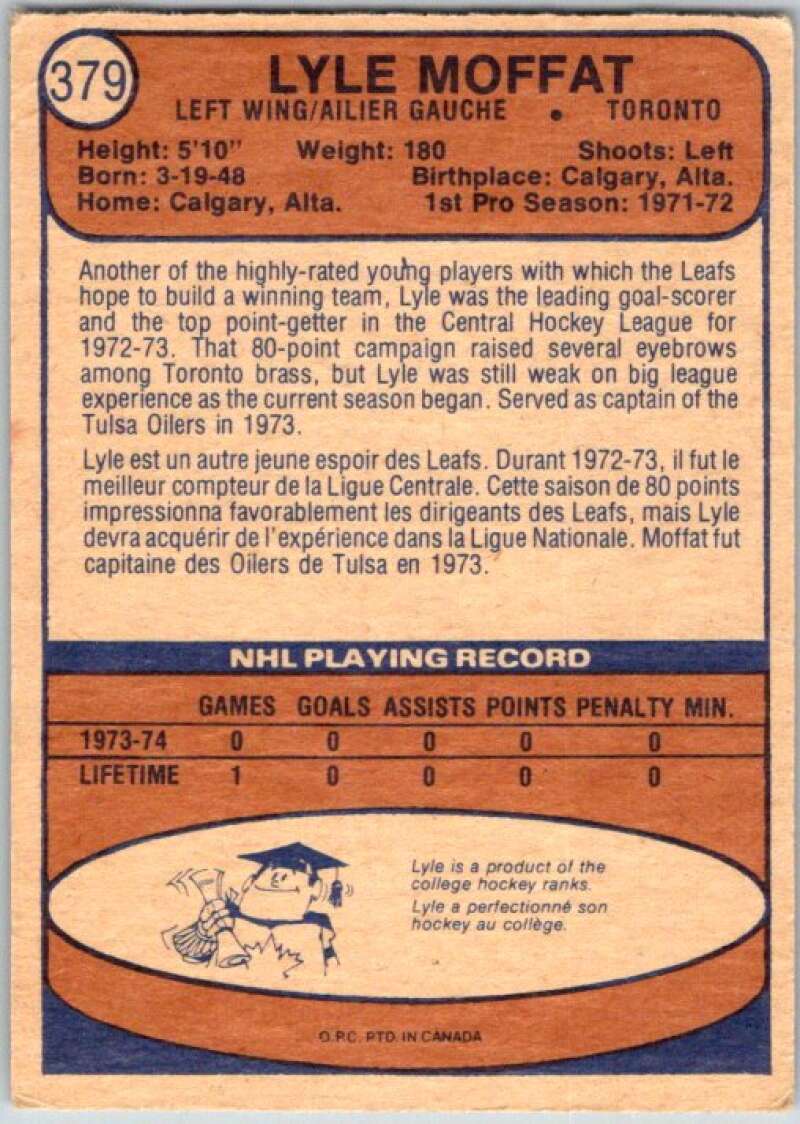 379
LYLE MOFFAT
LEFT WING/AILIER GAUCHE • TORONTO
Height: 5'10" Weight: 180 Shoots: Left
Born: 3-19-48 Birthplace: Calgary, Alta.
Home: Calgary, Alta. 1st Pro Season: 1971-72
Another of the highly-rated young players with which the Leafs
hope to build a winning team, Lyle was the leading goal-scorer
and the top point-getter in the Central Hockey League for
1972-73. That 80-point campaign raised several eyebrows
among Toronto brass, but Lyle was still weak on big league
experience as the current season began. Served as captain of the
Tulsa Oilers in 1973.
Lyle est un autre jeune espoir des Leafs. Durant 1972-73, il fut le
meilleur compteur de la Ligue Centrale. Cette saison de 80 points
impressionna favorablement les dirigeants des Leafs, mais Lyle
devra acquérir de l'expérience dans la Ligue Nationale. Moffat fut
capitaine des Oilers de Tulsa en 1973.
NHL PLAYING RECORD
GAMES GOALS ASSISTS POINTS PENALTY MIN.
1973-74 0 0 0 0 0
LIFETIME 1 0 0 0 0
Lyle is a product of the
college hockey ranks.
Lyle a perfectionné son
hockey au collège.
O.P.C. PTD. IN CANADA